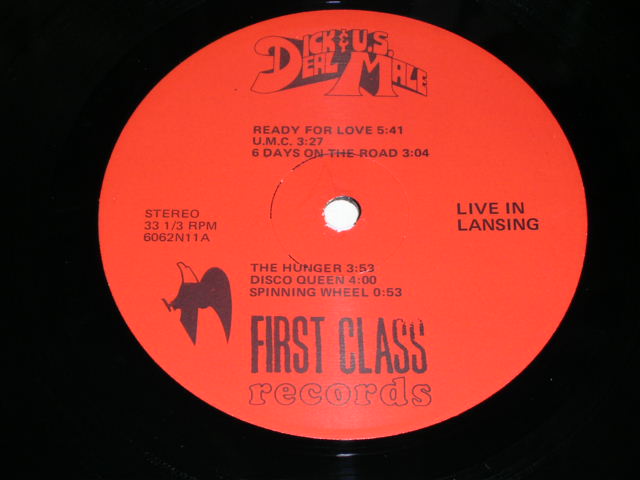 DICK & U.S.
DEAL MALE
READY FOR LOVE 5:41
U.M.C. 3:27
6 DAYS ON THE ROAD 3:04
STEREO
33 1/3 RPM
6062N11A
LIVE IN
LANSING
THE HUNGER 3:53
DISCO QUEEN 4:00
SPINNING WHEEL 0:53
FIRST CLASS
records